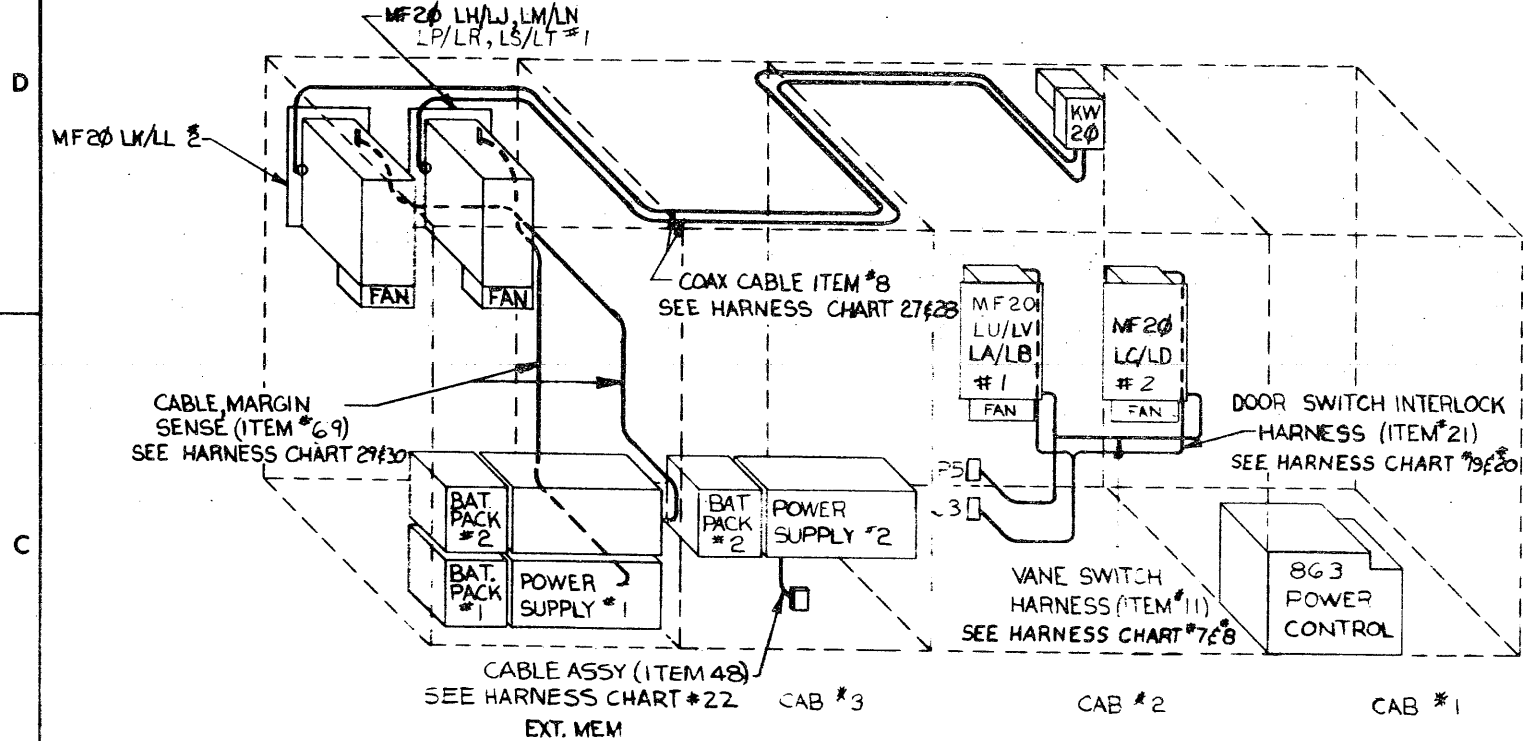 MF2Ø LH/LJ, LM/LN
LP/LR, LS/LT #1
D
KW
2Ø
MF2Ø LK/LL #2
FAN
FAN
COAX CABLE ITEM #8
SEE HARNESS CHART 27&28
MF20
LU/LV
LA/LB
#1
FAN
MF2Ø
LC/LD
#2
FAN
CABLE, MARGIN
SENSE (ITEM #69)
SEE HARNESS CHART 29&30
DOOR SWITCH INTERLOCK
HARNESS (ITEM #21)
SEE HARNESS CHART #19&#20
C
BAT.
PACK
#2
BAT.
PACK
#1
POWER
SUPPLY #1
BAT
PACK
#2
POWER
SUPPLY #2
P5
3
VANE SWITCH
HARNESS (ITEM #11)
SEE HARNESS CHART #7&#8
863
POWER
CONTROL
CABLE ASSY (ITEM 48)
SEE HARNESS CHART #22
EXT. MEM
CAB #3
CAB #2
CAB #1